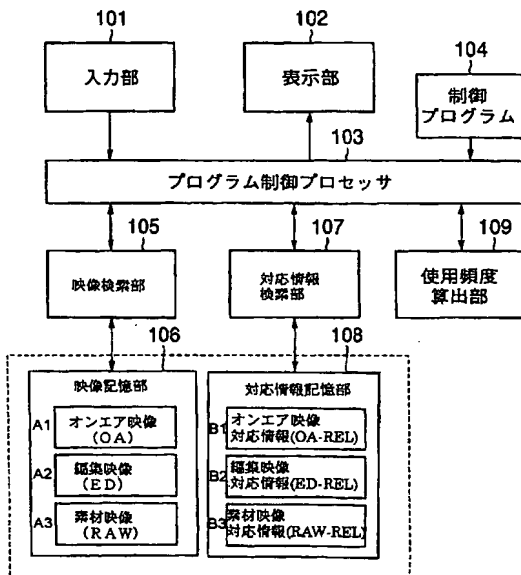 101
102
104
入力部
表示部
制御
プログラム
103
プログラム制御プロセッサ
105
107
109
映像検索部
対応情報
検索部
使用頻度
算出部
106
108
映像記憶部
対応情報記憶部
A1
オンエア映像
(OA)
B1
オンエア映像
対応情報(OA-REL)
A2
編集映像
(ED)
B2
編集映像
対応情報(ED-REL)
A3
素材映像
(RAW)
B3
素材映像
対応情報(RAW-REL)